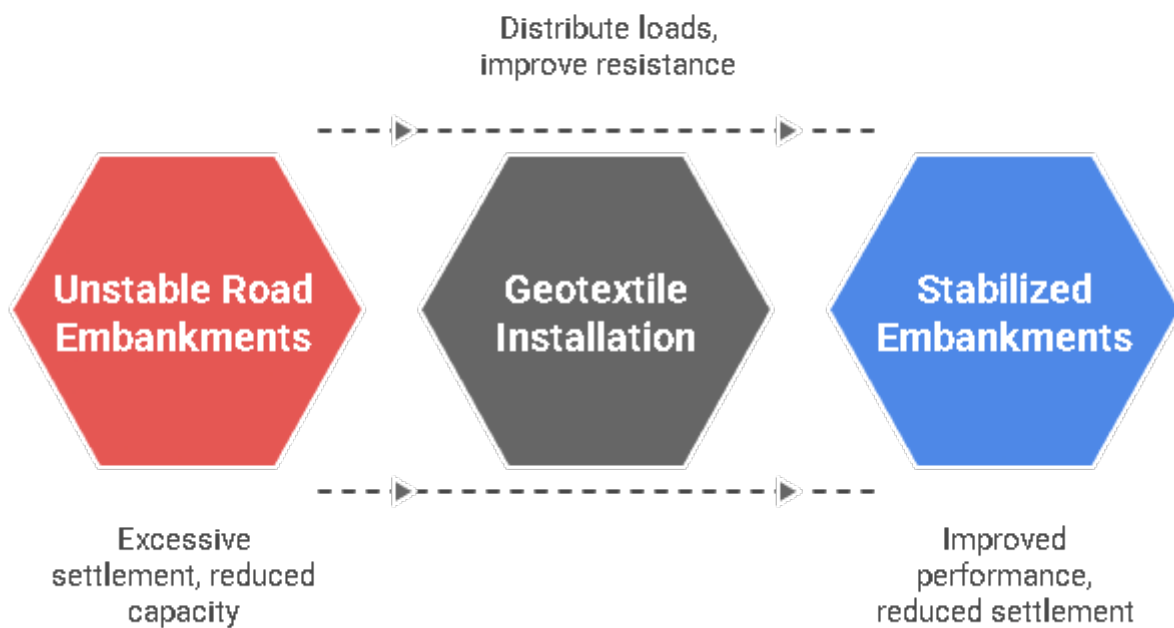 Distribute loads,
improve resistance
Unstable Road
Embankments
Geotextile
Installation
Stabilized
Embankments
Excessive
settlement, reduced
capacity
Improved
performance,
reduced settlement